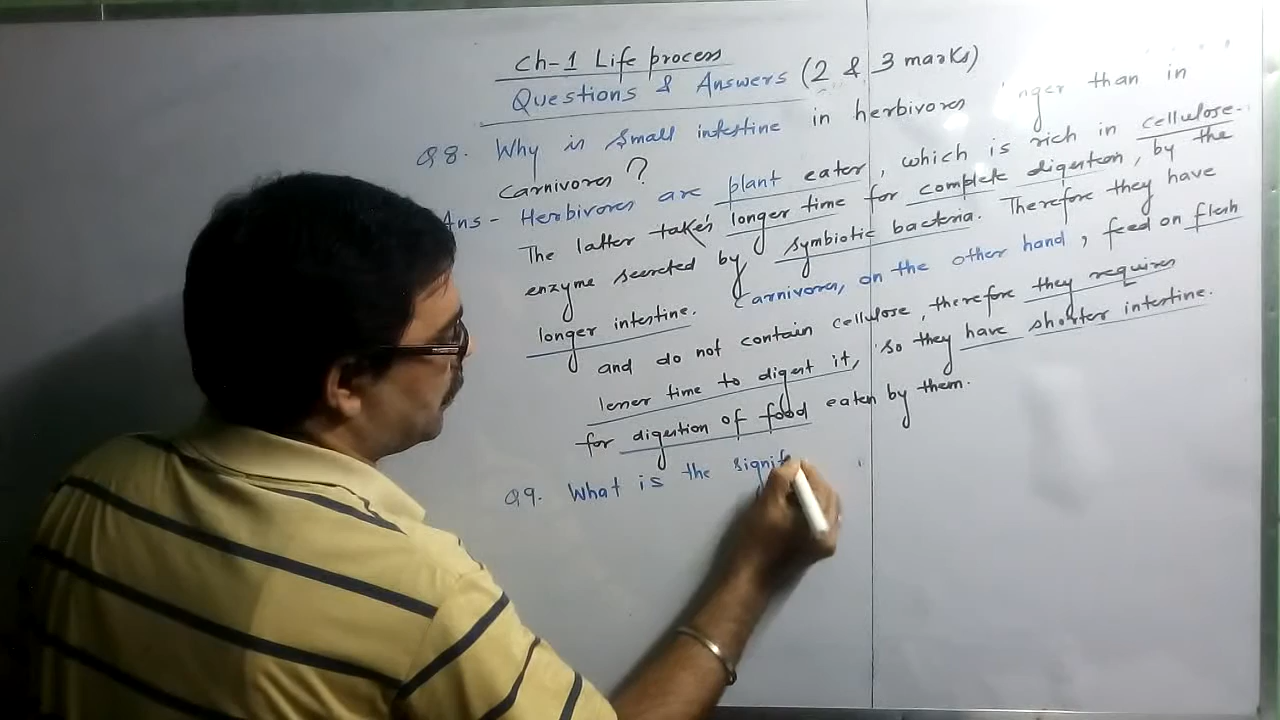 Ch-1 Life process
Questions & Answers (2 & 3 marks)
Q8. Why is small intestine in herbivores nger than in
carnivores?
Ans - Herbivores are plant eater, which is rich in cellulose.
The latter takes longer time for complete digestion, by the
enzyme secreted by symbiotic bacteria. Therefore they have
longer intestine. Carnivores, on the other hand, feed on flesh
and do not contain cellulose, therefore they requires
lesser time to digest it, so they have shorter intestine.
for digestion of food eaten by them.
Q9. What is the signif